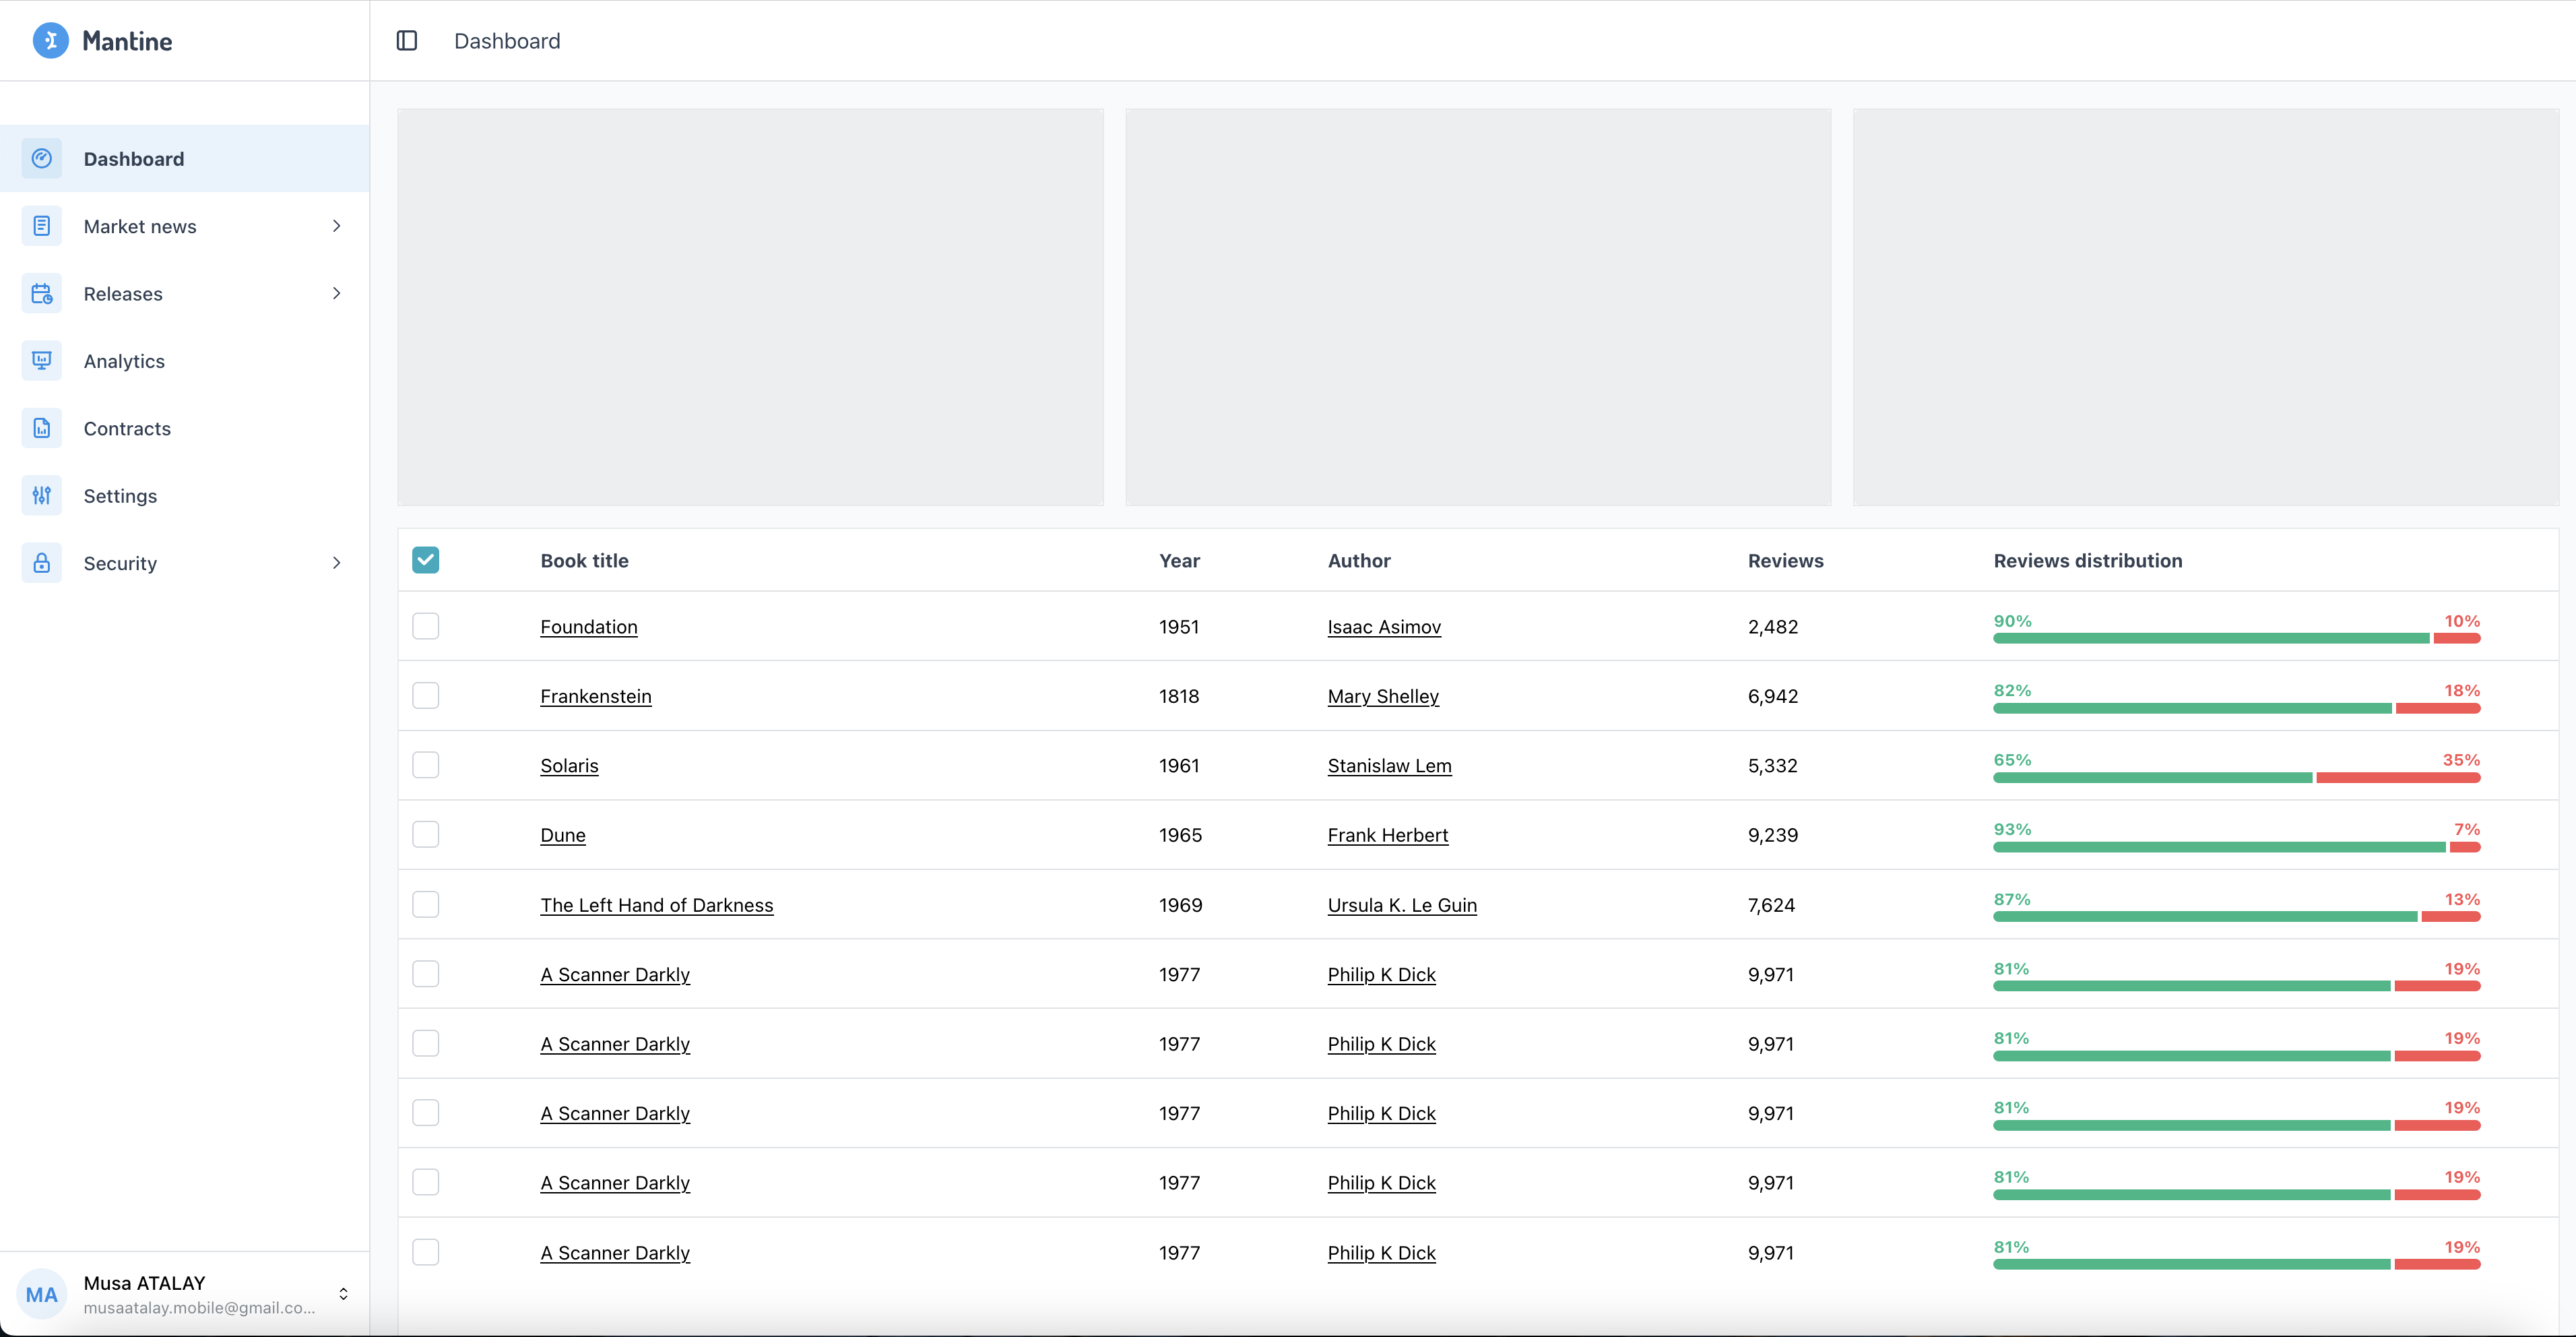 Mantine
Dashboard
Dashboard
Market news
Releases
Analytics
Contracts
Settings
Security
Book title Year Author Reviews Reviews distribution
Foundation 1951 Isaac Asimov 2,482 90% 10%
Frankenstein 1818 Mary Shelley 6,942 82% 18%
Solaris 1961 Stanislaw Lem 5,332 65% 35%
Dune 1965 Frank Herbert 9,239 93% 7%
The Left Hand of Darkness 1969 Ursula K. Le Guin 7,624 87% 13%
A Scanner Darkly 1977 Philip K Dick 9,971 81% 19%
A Scanner Darkly 1977 Philip K Dick 9,971 81% 19%
A Scanner Darkly 1977 Philip K Dick 9,971 81% 19%
A Scanner Darkly 1977 Philip K Dick 9,971 81% 19%
A Scanner Darkly 1977 Philip K Dick 9,971 81% 19%
MA
Musa ATALAY
musaatalay.mobile@gmail.co...